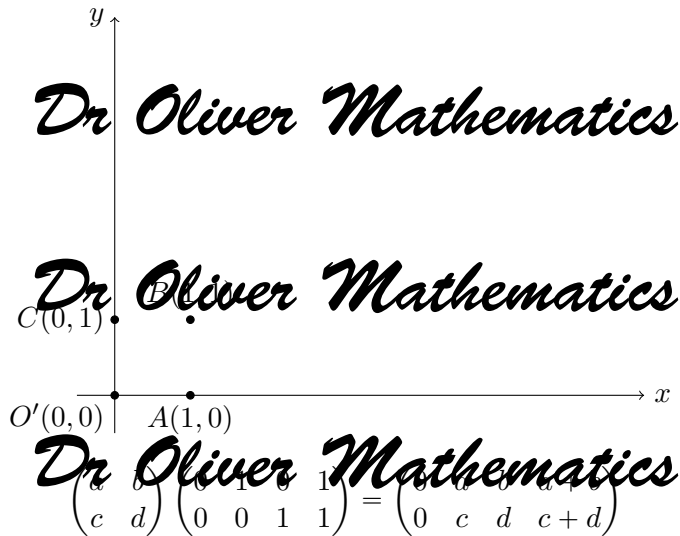 y
Dr Oliver Mathematics
Dr Oliver Mathematics
C(0, 1)
x
O′(0, 0) A(1, 0)
Dr Oliver Mathematics
c d 0 0 1 1 = 0 c d c + d